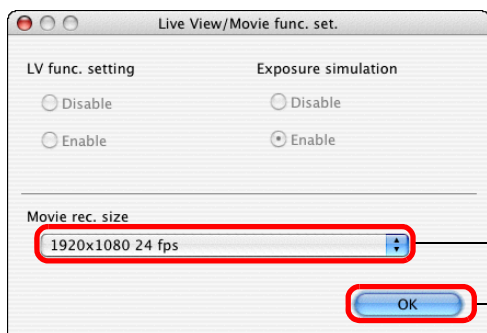 Live View/Movie func. set.
LV func. setting
Exposure simulation
Disable
Disable
Enable
Enable
Movie rec. size
1920x1080 24 fps
OK